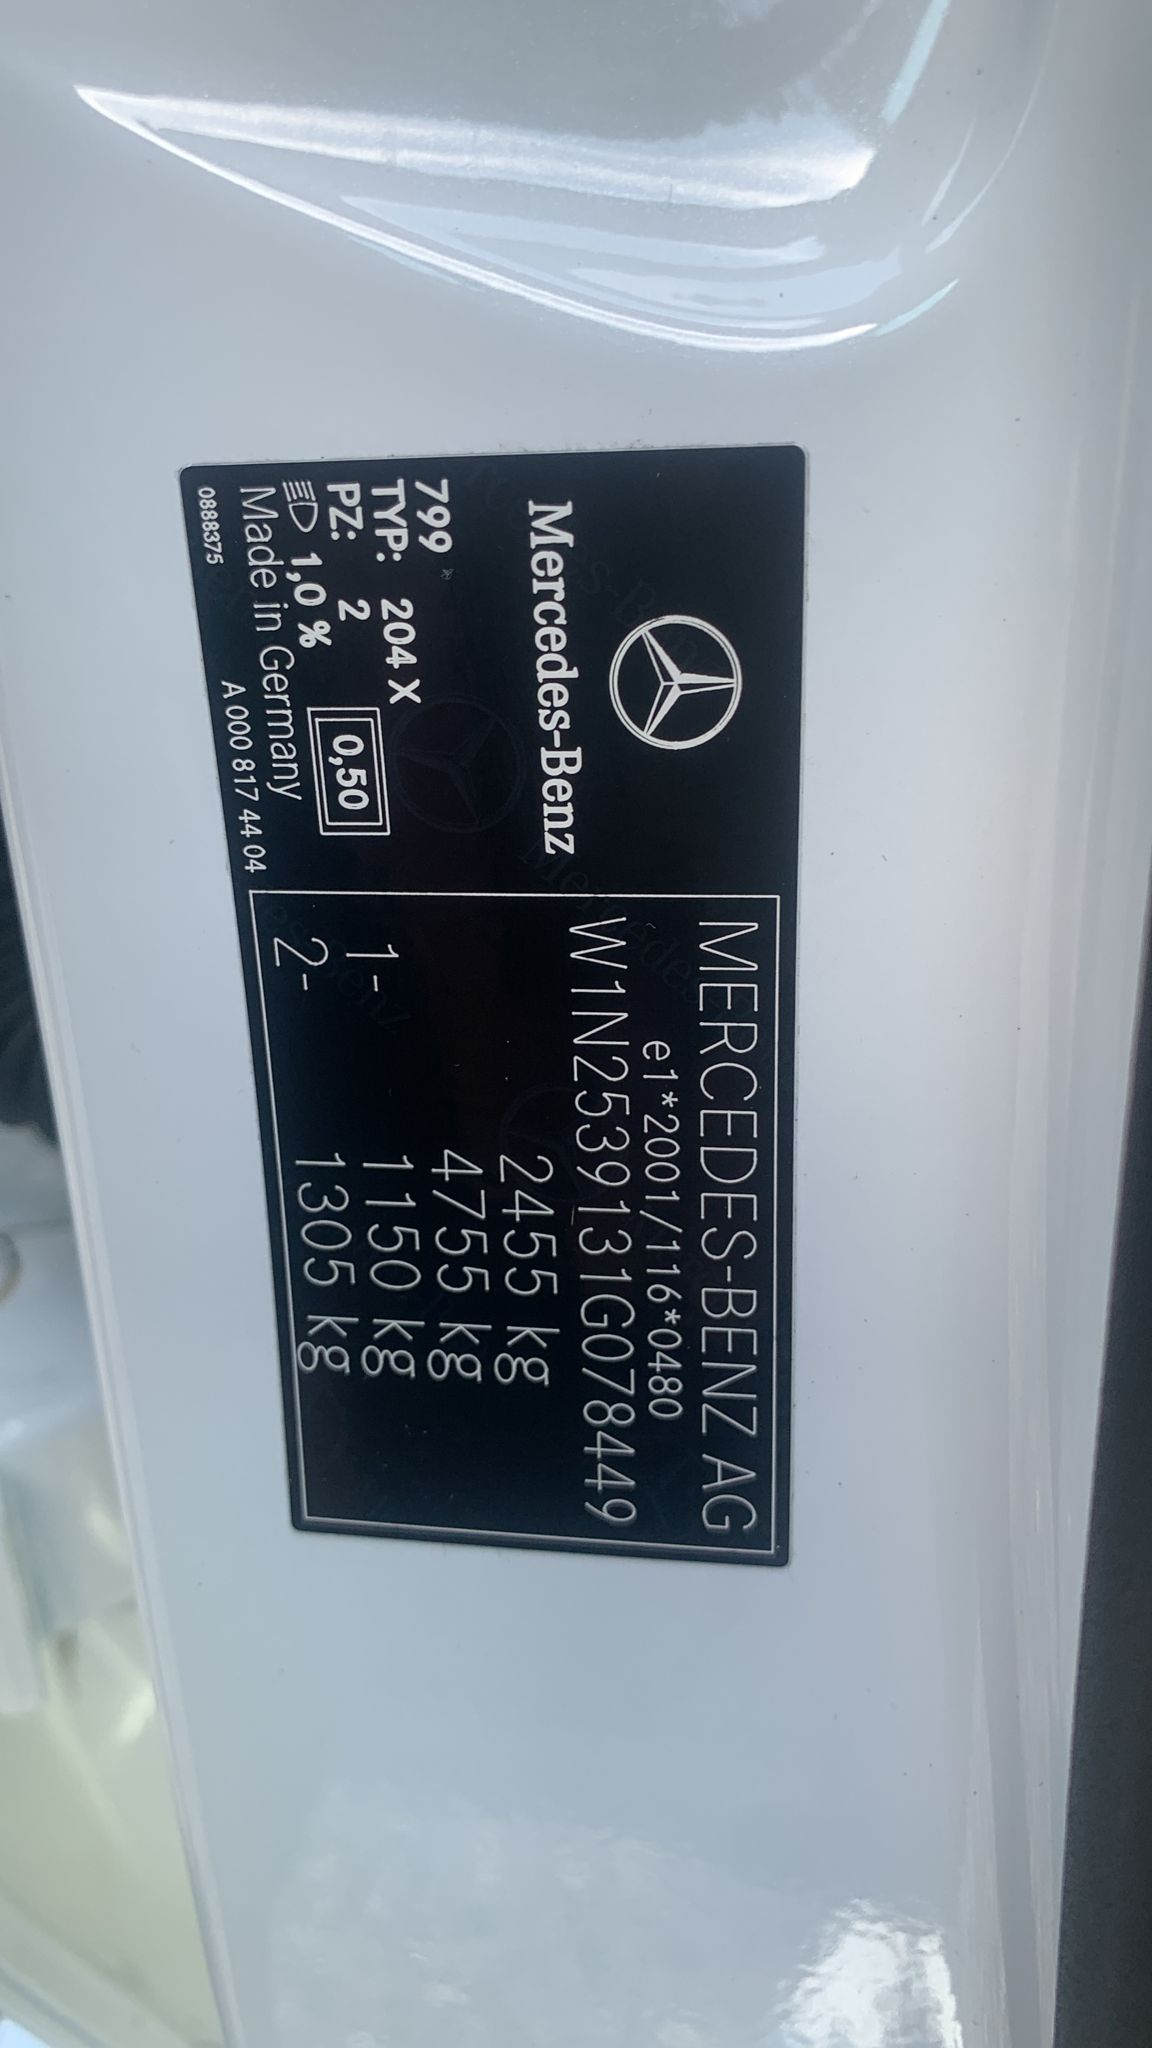 Mercedes-Benz
799
TYP: 204 X
PZ: 2
1,0 %
0,50
Made in Germany
0888375
A 000 817 44 04
MERCEDES-BENZ AG
e1*2001/116*0480
W1N2539131G078449
2455 kg
4755 kg
1- 1150 kg
2- 1305 kg